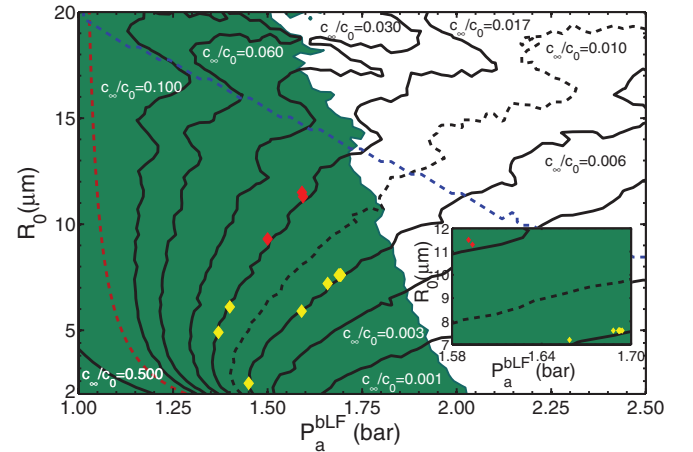 20
15
10
5
2
R₀(μm)
c∞/c₀=0.030
c∞/c₀=0.017
c∞/c₀=0.060
c∞/c₀=0.010
c∞/c₀=0.100
c∞/c₀=0.006
c∞/c₀=0.003
c∞/c₀=0.500
c∞/c₀=0.001
12
11
10
9
8
7
R₀(μm)
1.58 1.64 1.70
Pₐᵇᴸᶠ (bar)
1.00 1.25 1.50 1.75 2.00 2.25 2.50
Pₐᵇᴸᶠ (bar)